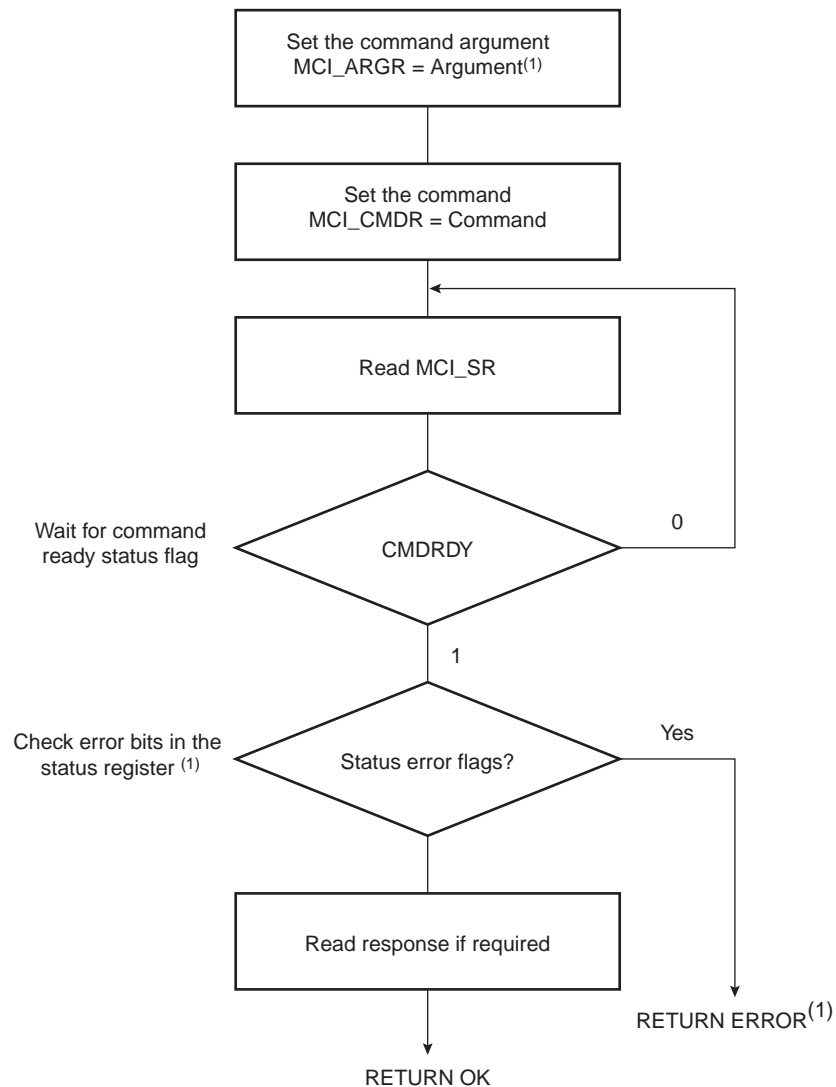 Set the command argument
MCI_ARGR = Argument(1)
Set the command
MCI_CMDR = Command
Read MCI_SR
Wait for command
ready status flag
CMDRDY
0
1
Check error bits in the
status register (1)
Status error flags?
Yes
Read response if required
RETURN ERROR(1)
RETURN OK